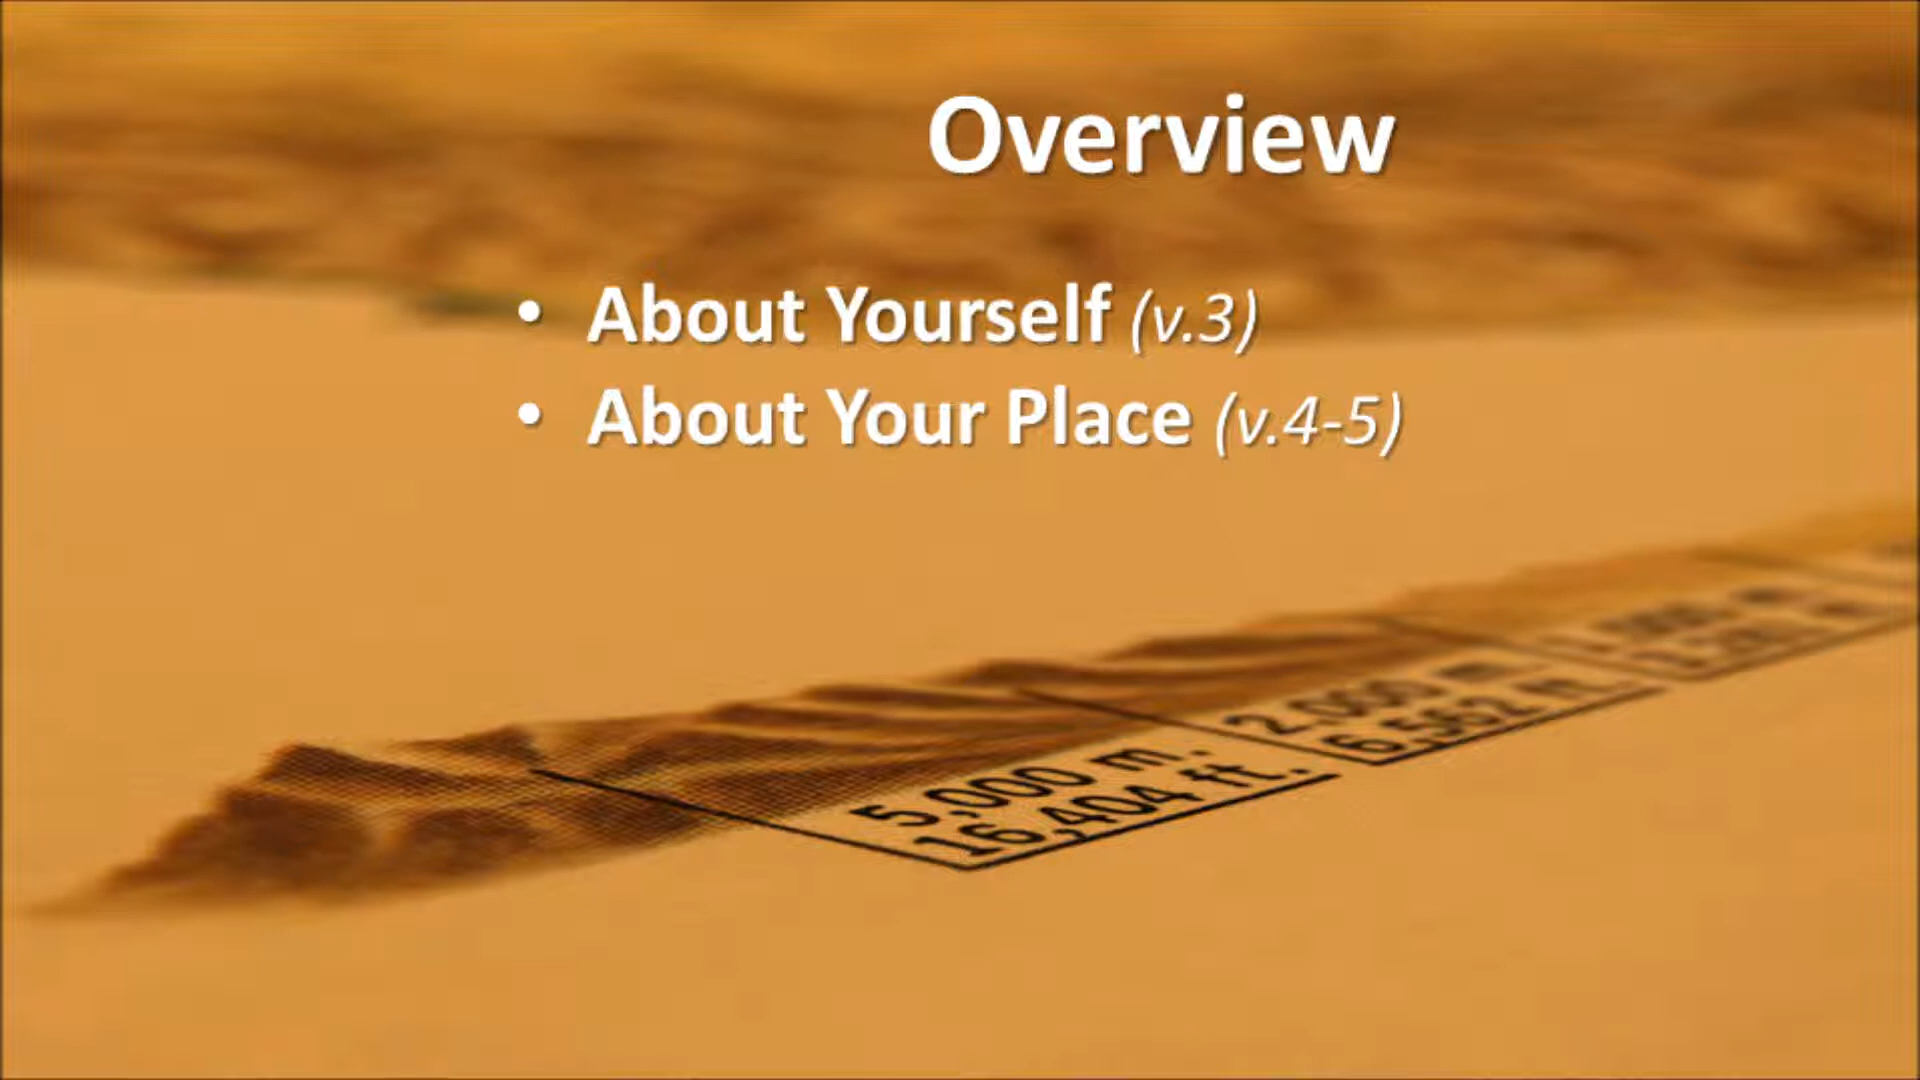 Overview
• About Yourself (v.3)
• About Your Place (v.4-5)
5,000 m.
16,404 ft.
2,000 m.
6,562 ft.